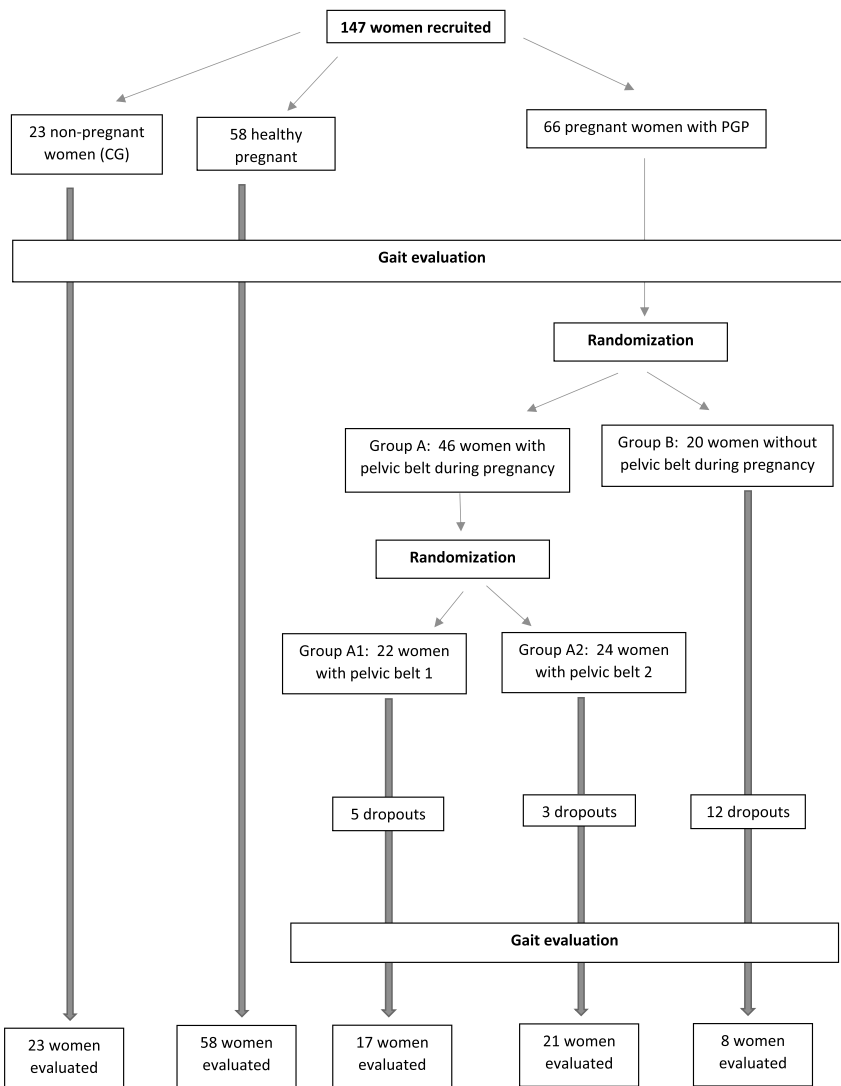 147 women recruited
23 non-pregnant
women (CG)
58 healthy
pregnant
66 pregnant women with PGP
Gait evaluation
Randomization
Group A:  46 women with
pelvic belt during pregnancy
Group B:  20 women without
pelvic belt during pregnancy
Randomization
Group A1:  22 women
with pelvic belt 1
Group A2:  24 women
with pelvic belt 2
5 dropouts
3 dropouts
12 dropouts
Gait evaluation
23 women
evaluated
58 women
evaluated
17 women
evaluated
21 women
evaluated
8 women
evaluated